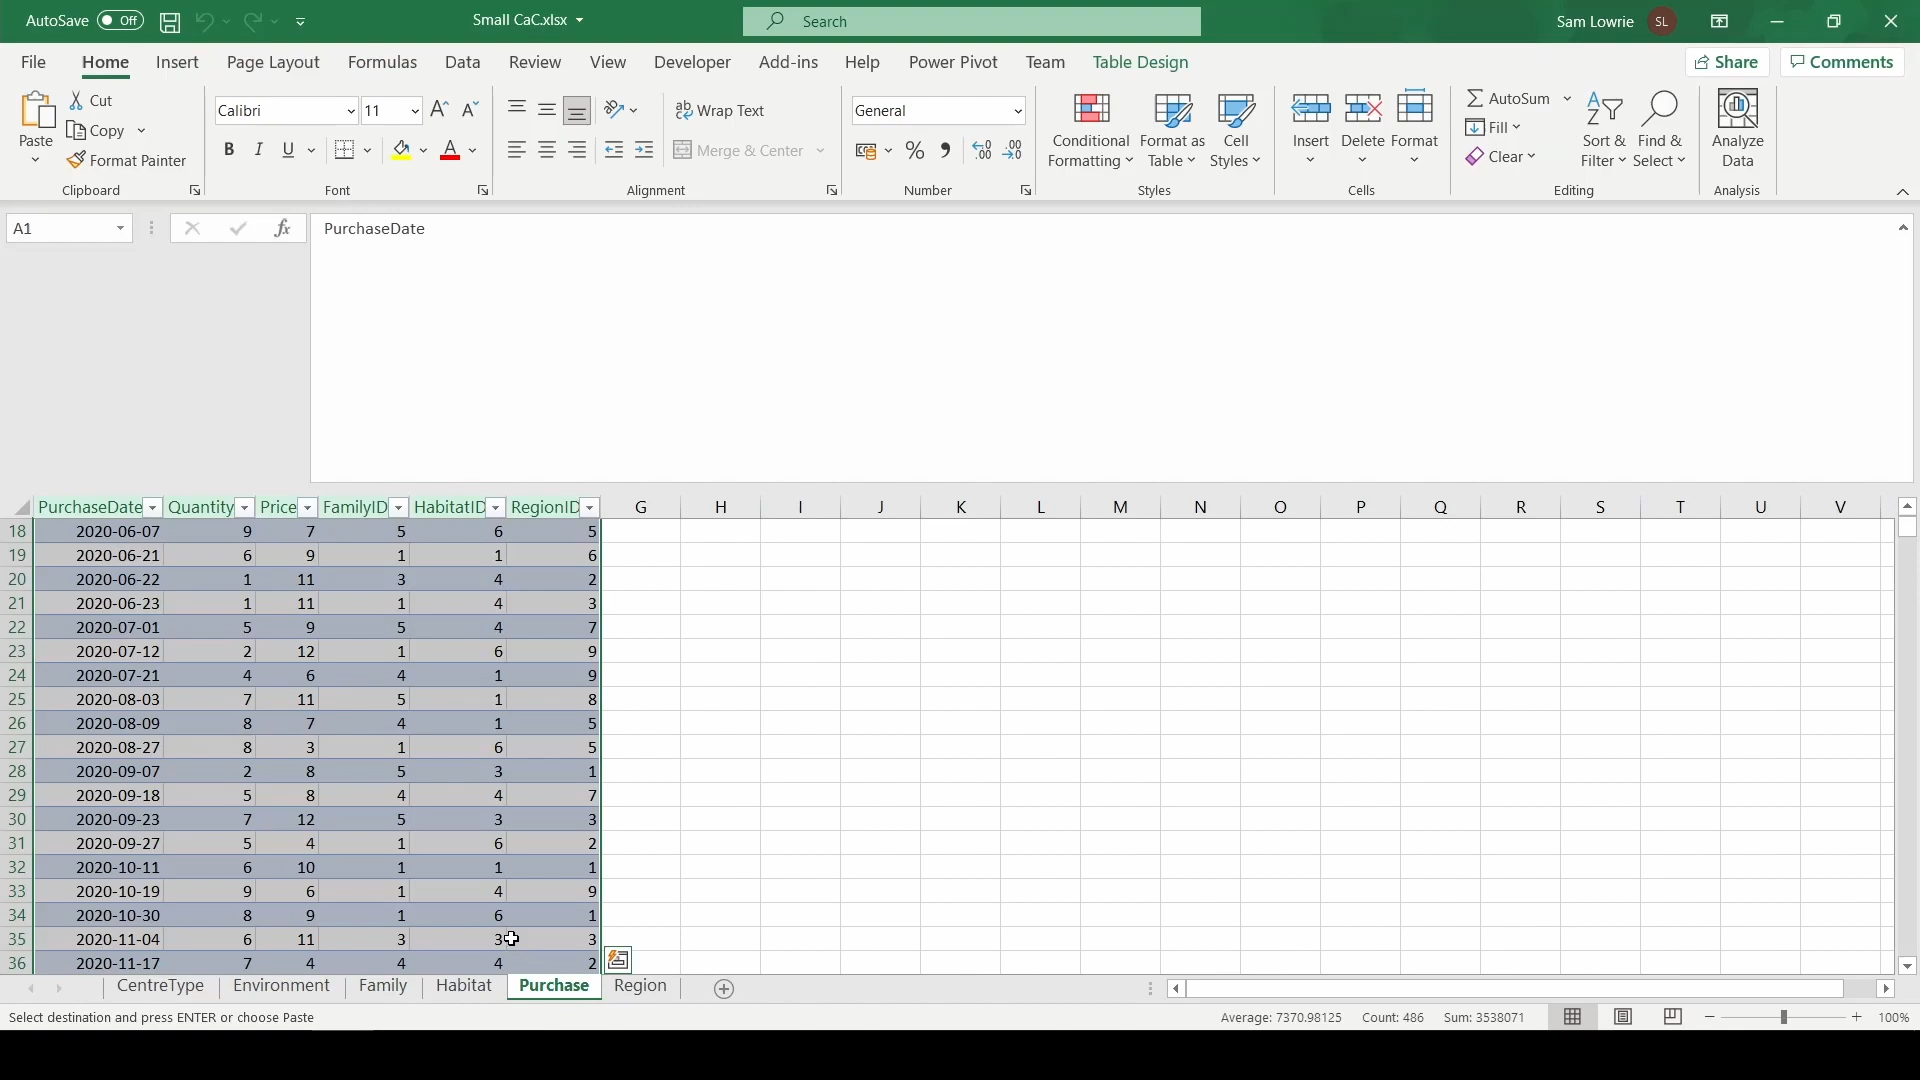 AutoSave Off Small CaC.xlsx Search Sam Lowrie SL
File Home Insert Page Layout Formulas Data Review View Developer Add-ins Help Power Pivot Team Table Design Share Comments
Paste Cut Copy Format Painter
Clipboard
Calibri 11
B I U A
Font
Wrap Text
Merge & Center
Alignment
General
% ,
Number
Conditional Formatting Format as Table Cell Styles
Styles
Insert Delete Format
Cells
AutoSum Fill Clear Sort & Filter Find & Select
Editing
Analyze Data
Analysis
A1 fx PurchaseDate
PurchaseDate Quantity Price FamilyID HabitatID RegionID G H I J K L M N O P Q R S T U V
18 2020-06-07 9 7 5 6 5
19 2020-06-21 6 9 1 1 6
20 2020-06-22 1 11 3 4 2
21 2020-06-23 1 11 1 4 3
22 2020-07-01 5 9 5 4 7
23 2020-07-12 2 12 1 6 9
24 2020-07-21 4 6 4 1 9
25 2020-08-03 7 11 5 1 8
26 2020-08-09 8 7 4 1 5
27 2020-08-27 8 3 1 6 5
28 2020-09-07 2 8 5 3 1
29 2020-09-18 5 8 4 4 7
30 2020-09-23 7 12 5 3 3
31 2020-09-27 5 4 1 6 2
32 2020-10-11 6 10 1 1 1
33 2020-10-19 9 6 1 4 9
34 2020-10-30 8 9 1 6 1
35 2020-11-04 6 11 3 3 3
36 2020-11-17 7 4 4 4 2
CentreType Environment Family Habitat Purchase Region
Select destination and press ENTER or choose Paste Average: 7370.98125 Count: 486 Sum: 3538071 100%